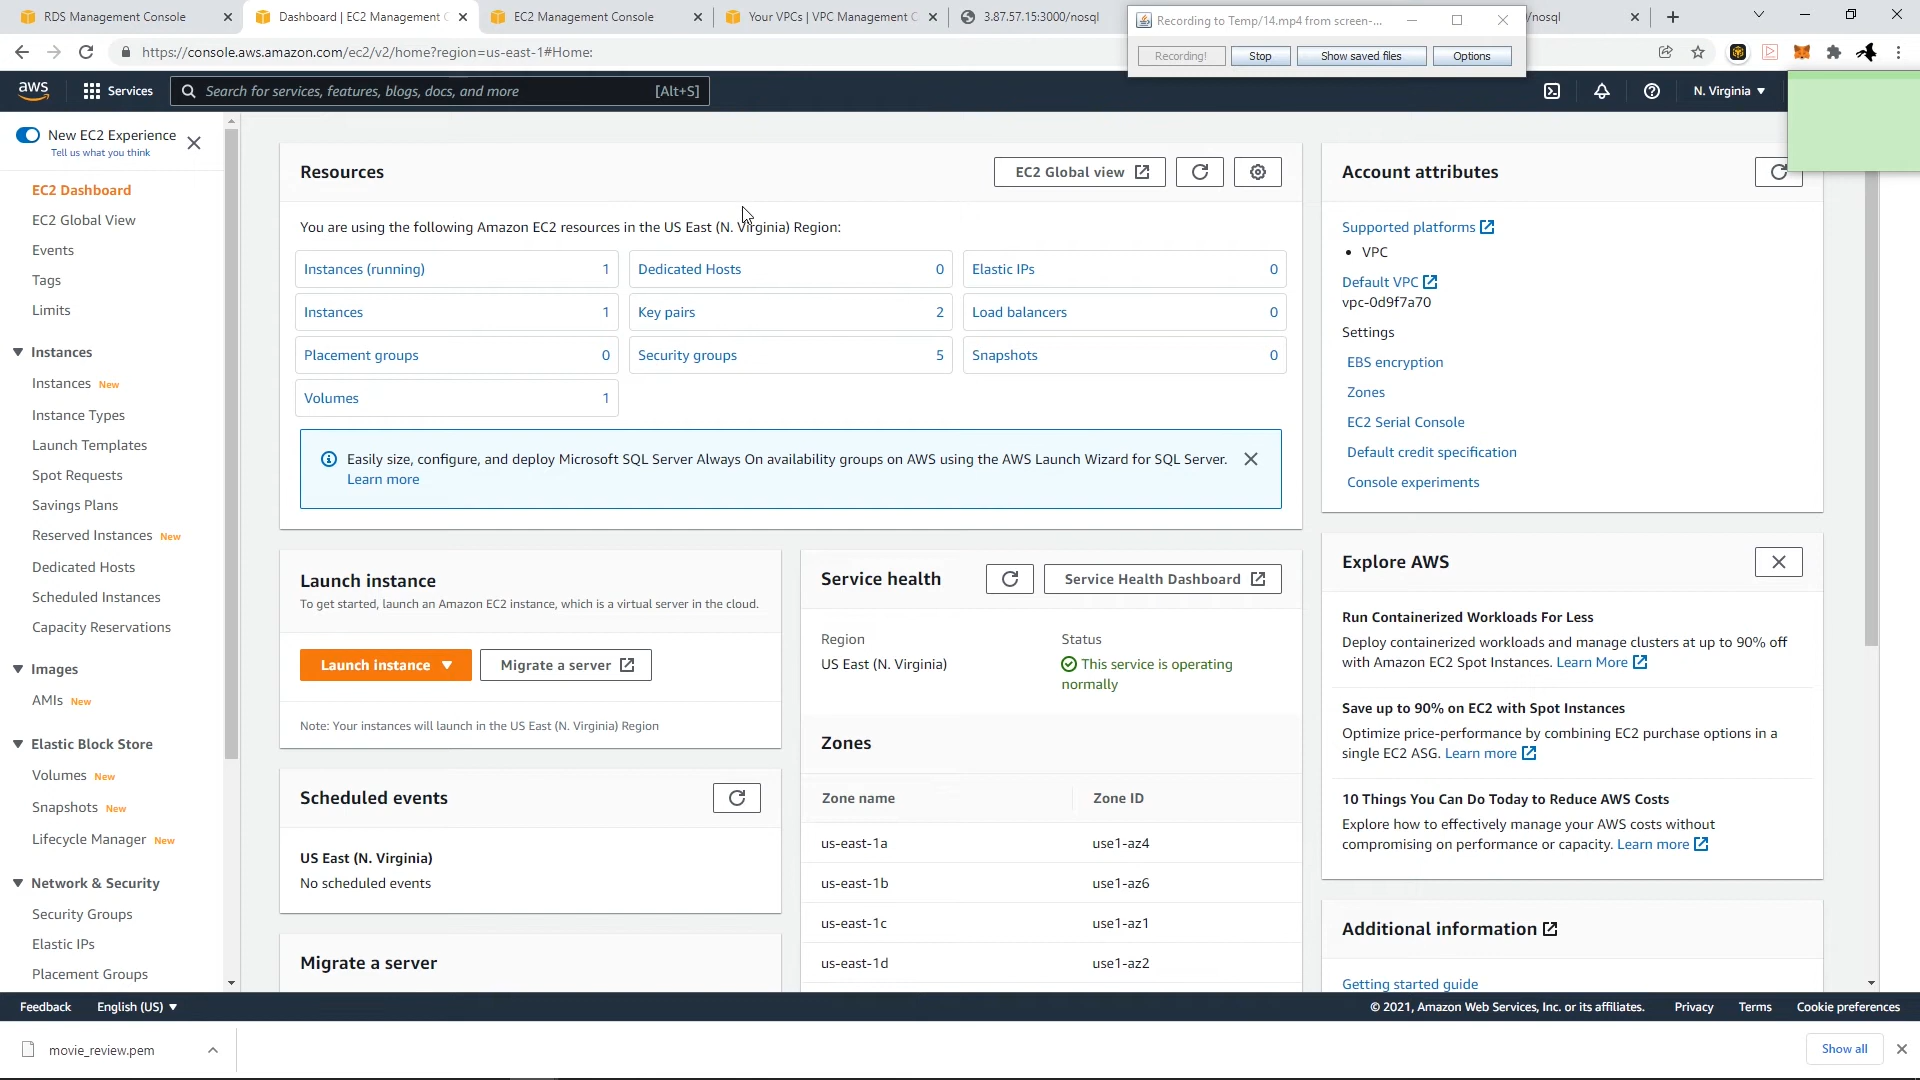 RDS Management Console
Dashboard | EC2 Management C
EC2 Management Console
Your VPCs | VPC Management C
3.87.57.15:3000/nosql
Recording to Temp/14.mp4 from screen-...
/nosql
Recording!
Stop
Show saved files
Options
https://console.aws.amazon.com/ec2/v2/home?region=us-east-1#Home:
aws
Services
Search for services, features, blogs, docs, and more
[Alt+S]
N. Virginia
New EC2 Experience
Tell us what you think
EC2 Dashboard
EC2 Global View
Events
Tags
Limits
Instances
Instances New
Instance Types
Launch Templates
Spot Requests
Savings Plans
Reserved Instances New
Dedicated Hosts
Scheduled Instances
Capacity Reservations
Images
AMIs New
Elastic Block Store
Volumes New
Snapshots New
Lifecycle Manager New
Network & Security
Security Groups
Elastic IPs
Placement Groups
Resources
EC2 Global view
You are using the following Amazon EC2 resources in the US East (N. Virginia) Region:
Instances (running) 1
Dedicated Hosts 0
Elastic IPs 0
Instances 1
Key pairs 2
Load balancers 0
Placement groups 0
Security groups 5
Snapshots 0
Volumes 1
Easily size, configure, and deploy Microsoft SQL Server Always On availability groups on AWS using the AWS Launch Wizard for SQL Server.
Learn more
Launch instance
To get started, launch an Amazon EC2 instance, which is a virtual server in the cloud.
Launch instance
Migrate a server
Note: Your instances will launch in the US East (N. Virginia) Region
Scheduled events
US East (N. Virginia)
No scheduled events
Migrate a server
Service health
Service Health Dashboard
Region
Status
US East (N. Virginia)
This service is operating
normally
Zones
Zone name
Zone ID
us-east-1a
use1-az4
us-east-1b
use1-az6
us-east-1c
use1-az1
us-east-1d
use1-az2
Account attributes
Supported platforms
• VPC
Default VPC
vpc-0d9f7a70
Settings
EBS encryption
Zones
EC2 Serial Console
Default credit specification
Console experiments
Explore AWS
Run Containerized Workloads For Less
Deploy containerized workloads and manage clusters at up to 90% off
with Amazon EC2 Spot Instances. Learn More
Save up to 90% on EC2 with Spot Instances
Optimize price-performance by combining EC2 purchase options in a
single EC2 ASG. Learn more
10 Things You Can Do Today to Reduce AWS Costs
Explore how to effectively manage your AWS costs without
compromising on performance or capacity. Learn more
Additional information
Getting started guide
Feedback
English (US)
© 2021, Amazon Web Services, Inc. or its affiliates.
Privacy
Terms
Cookie preferences
movie_review.pem
Show all